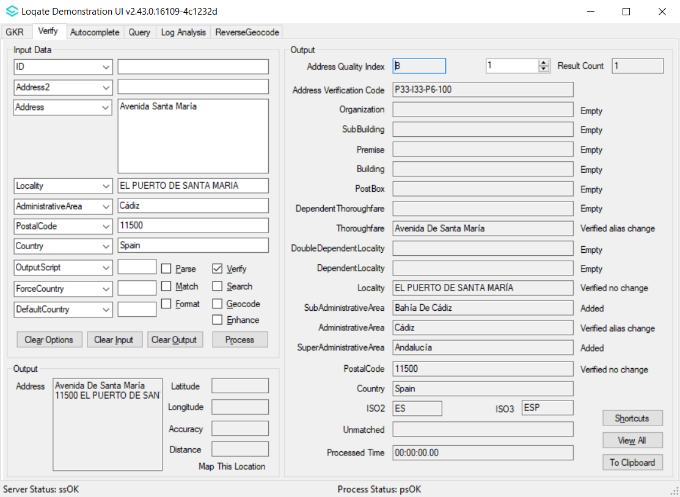 Loqate Demonstration UI v2.43.0.16109-4c1232d
GKR Verify Autocomplete Query Log Analysis ReverseGeocode
Input Data
ID
Address2
Address Avenida Santa María
Locality EL PUERTO DE SANTA MARIA
AdministrativeArea Cádiz
PostalCode 11500
Country Spain
OutputScript Parse Verify
ForceCountry Match Search
DefaultCountry Format Geocode
Enhance
Clear Options Clear Input Clear Output Process
Output
Address Avenida De Santa María
11500 EL PUERTO DE SAN
Latitude
Longitude
Accuracy
Distance
Map This Location
Output
Address Quality Index B 1 Result Count 1
Address Verification Code P33-I33-P6-100
Organization Empty
SubBuilding Empty
Premise Empty
Building Empty
PostBox Empty
DependentThoroughfare Empty
Thoroughfare Avenida De Santa María Verified alias change
DoubleDependentLocality Empty
DependentLocality Empty
Locality EL PUERTO DE SANTA MARÍA Verified no change
SubAdministrativeArea Bahía De Cádiz Added
AdministrativeArea Cádiz Verified alias change
SuperAdministrativeArea Andalucía Added
PostalCode 11500 Verified no change
Country Spain
ISO2 ES ISO3 ESP
Unmatched
Processed Time 00:00:00.00
Shortcuts
View All
To Clipboard
Server Status: ssOK Process Status: psOK